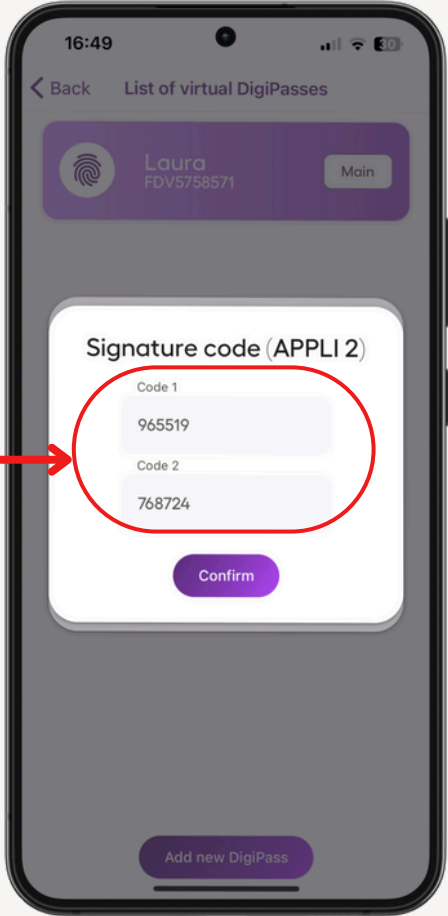 16:49
30
Back
List of virtual DigiPasses
Laura
FDV5758571
Main
Signature code (APPLI 2)
Code 1
965519
Code 2
768724
Confirm
Add new DigiPass